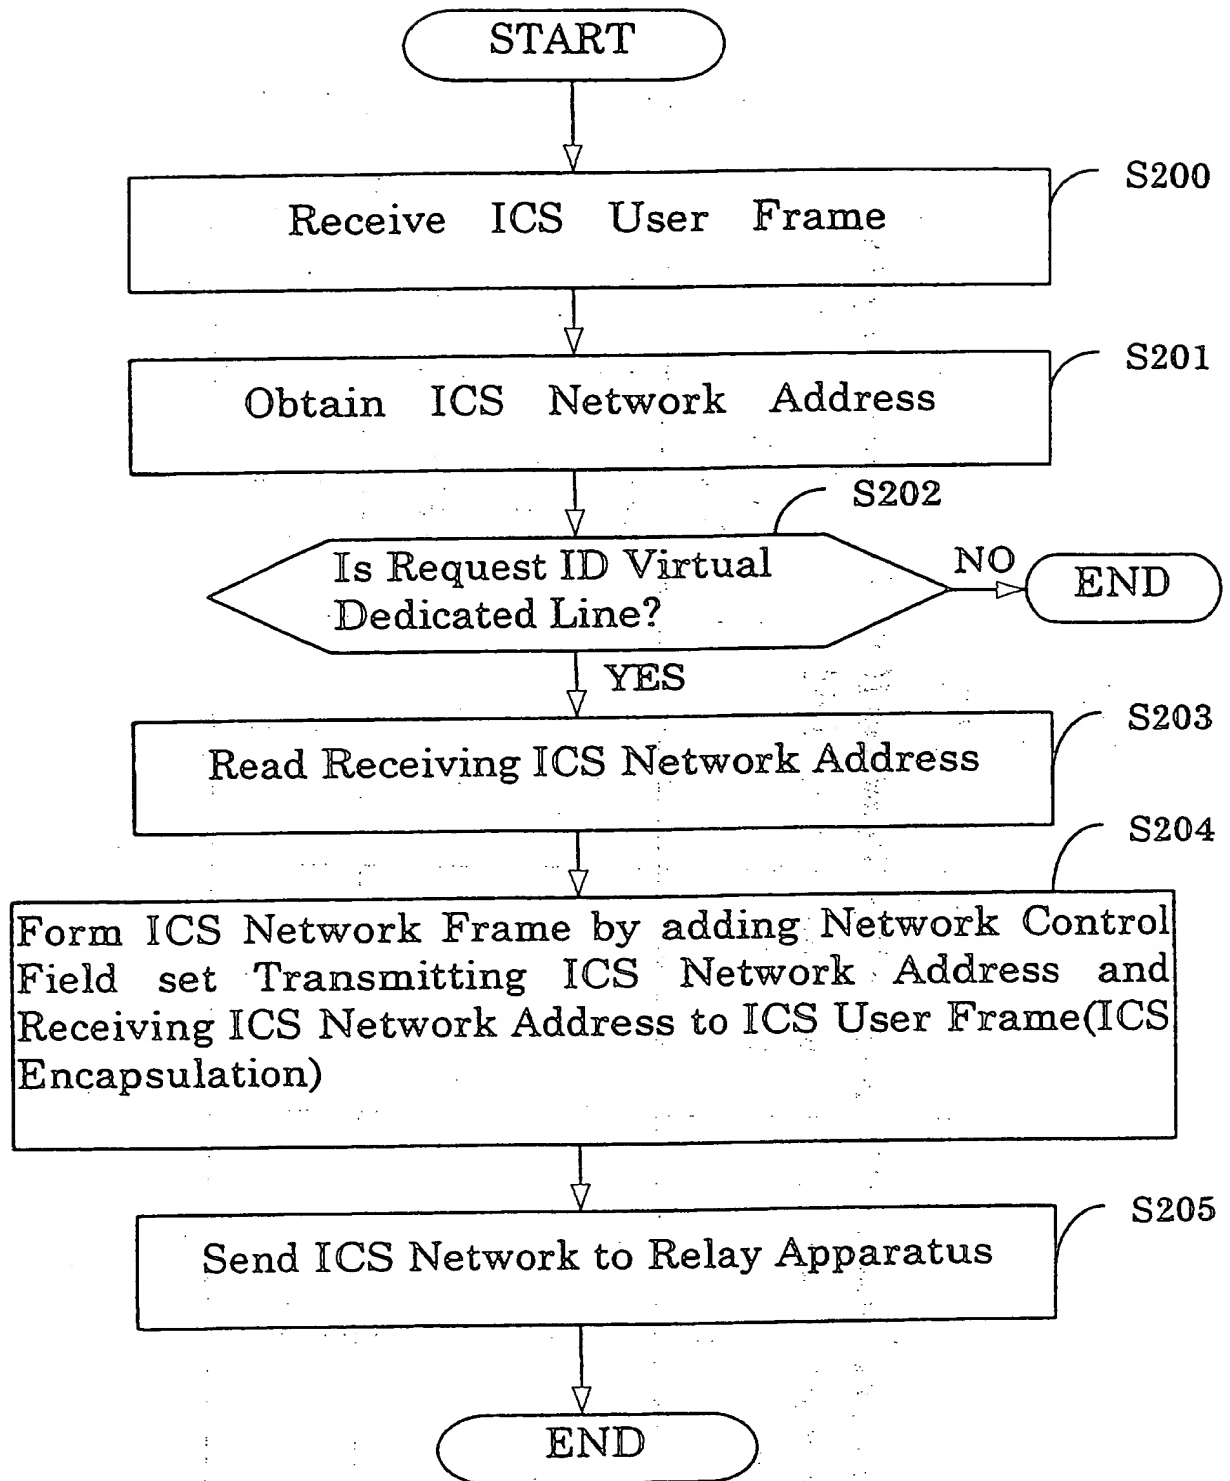 START
S200
Receive ICS User Frame
S201
Obtain ICS Network Address
S202
Is Request ID Virtual
Dedicated Line?
NO
END
YES
S203
Read Receiving ICS Network Address
S204
Form ICS Network Frame by adding Network Control
Field set Transmitting ICS Network Address and
Receiving ICS Network Address to ICS User Frame(ICS
Encapsulation)
S205
Send ICS Network to Relay Apparatus
END